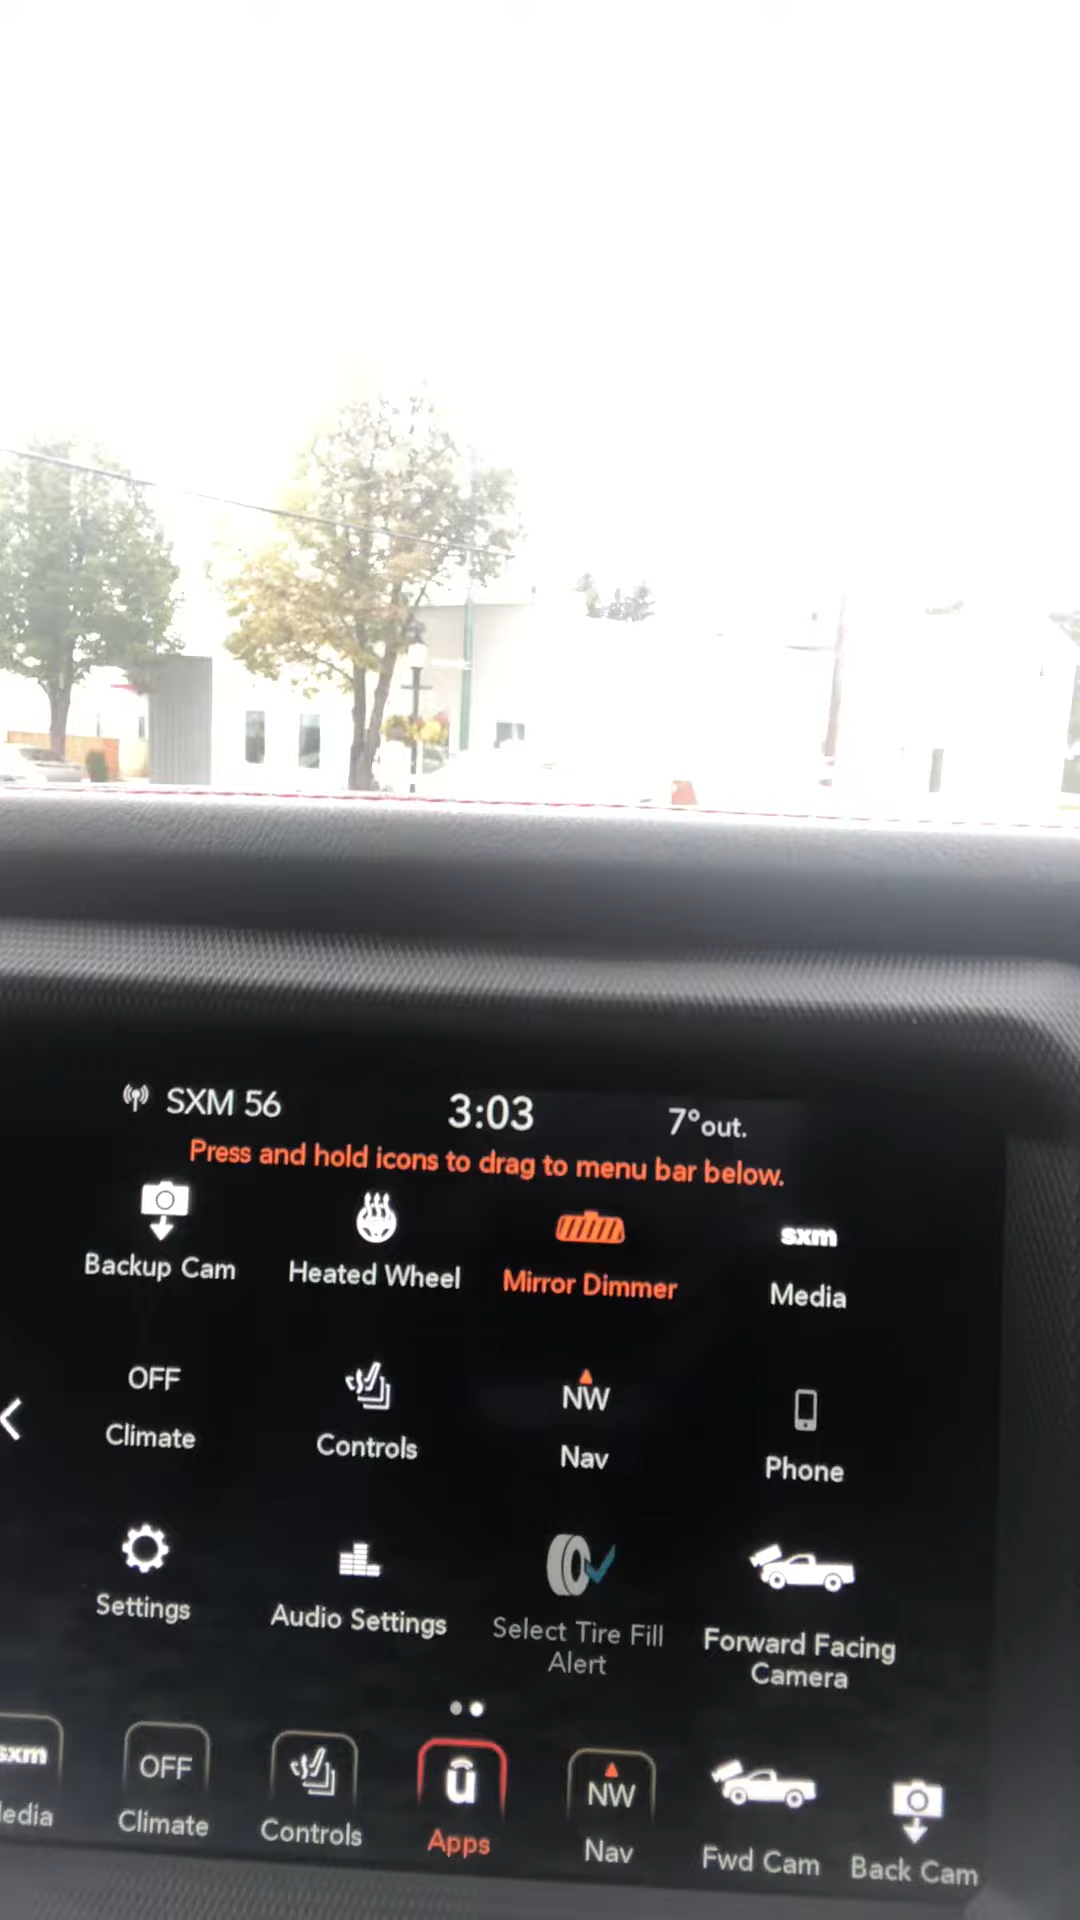 SXM 56
3:03
7°out.
Press and hold icons to drag to menu bar below.
Backup Cam
Heated Wheel
Mirror Dimmer
sxm
Media
OFF
Climate
Controls
NW
Nav
Phone
Settings
Audio Settings
Select Tire Fill
Alert
Forward Facing
Camera
sxm
edia
OFF
Climate
Controls
ū
Apps
NW
Nav
Fwd Cam
Back Cam